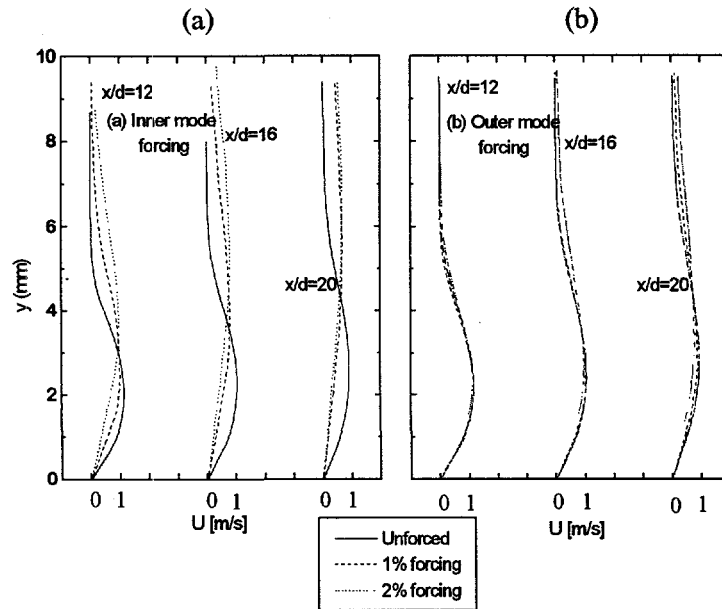 (a)
(b)
10
8
6
4
2
0
y (mm)
x/d=12
(a) Inner mode
forcing
x/d=16
x/d=20
x/d=12
(b) Outer mode
forcing
x/d=16
x/d=20
0 1 0 1 0 1
0 1 0 1 0 1
U [m/s]
U [m/s]
Unforced
1% forcing
2% forcing